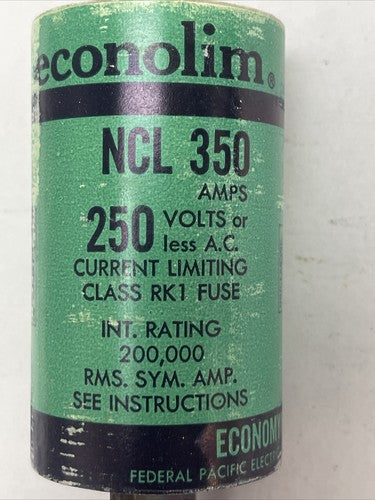 econolim®
NCL 350
AMPS
250 VOLTS or
less A.C.
CURRENT LIMITING
CLASS RK1 FUSE
INT. RATING
200,000
RMS. SYM. AMP.
SEE INSTRUCTIONS
ECONOMY
FEDERAL PACIFIC